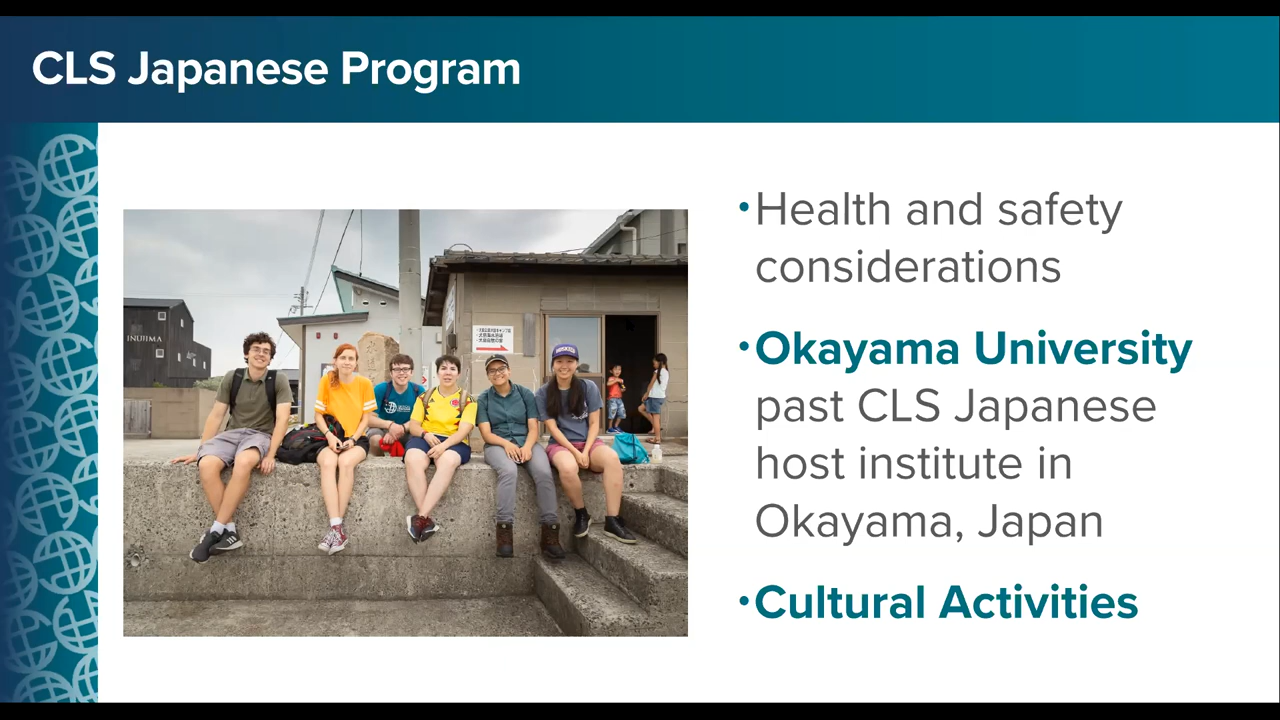 CLS Japanese Program
•Health and safety
considerations
•Okayama University
past CLS Japanese
host institute in
Okayama, Japan
•Cultural Activities
INUJIMA